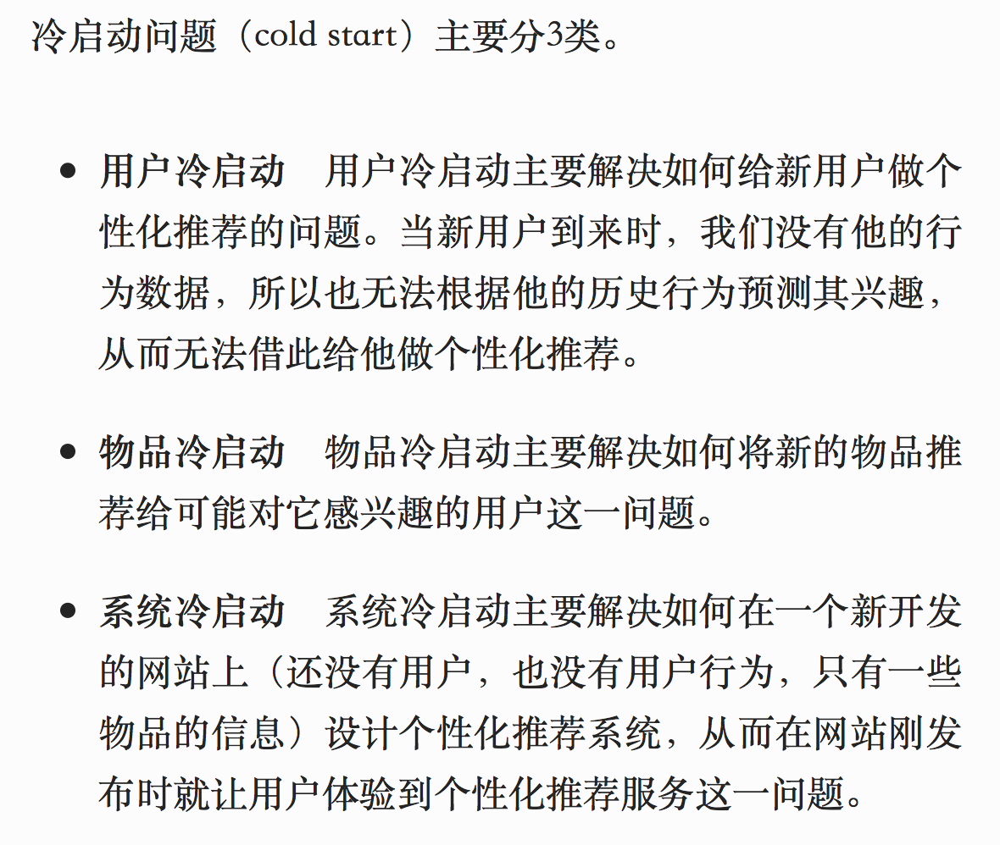 冷启动问题（cold start）主要分3类。
● 用户冷启动　用户冷启动主要解决如何给新用户做个
性化推荐的问题。当新用户到来时，我们没有他的行
为数据，所以也无法根据他的历史行为预测其兴趣，
从而无法借此给他做个性化推荐。
● 物品冷启动　物品冷启动主要解决如何将新的物品推
荐给可能对它感兴趣的用户这一问题。
● 系统冷启动　系统冷启动主要解决如何在一个新开发
的网站上（还没有用户，也没有用户行为，只有一些
物品的信息）设计个性化推荐系统，从而在网站刚发
布时就让用户体验到个性化推荐服务这一问题。